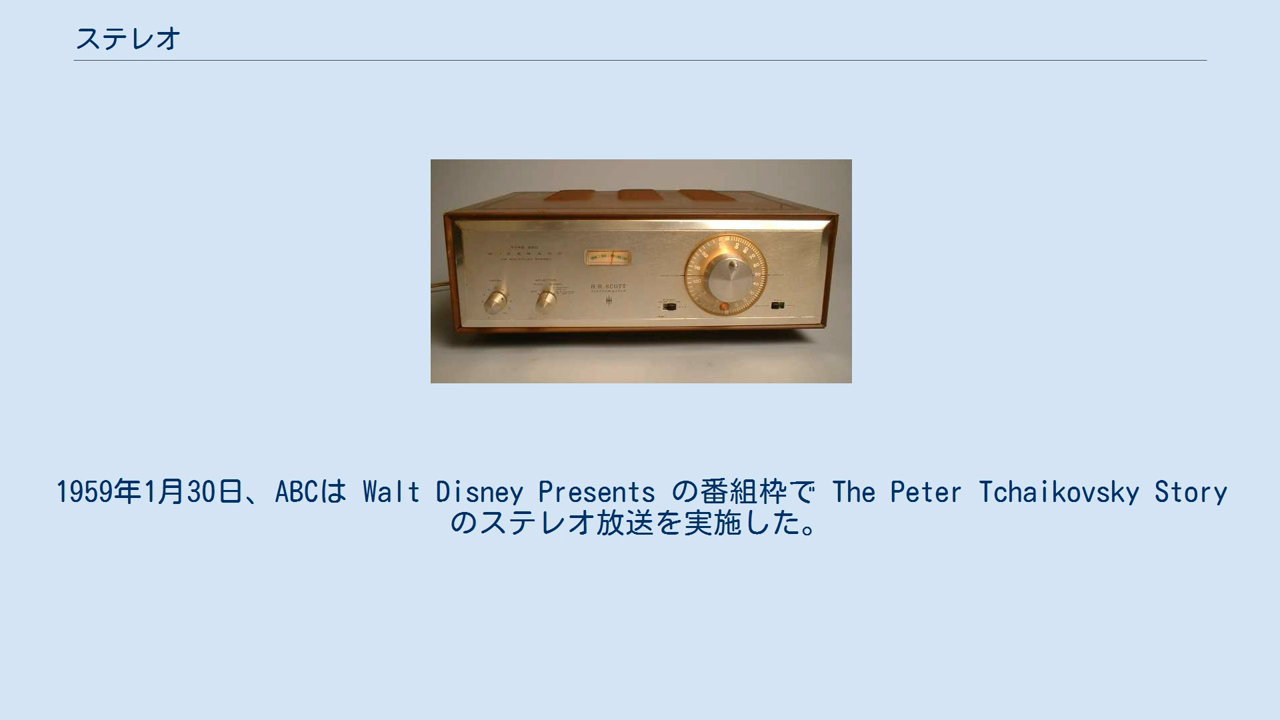 ステレオ
H.H. SCOTT
1959年1月30日、ABCは Walt Disney Presents の番組枠で The Peter Tchaikovsky Story
のステレオ放送を実施した。